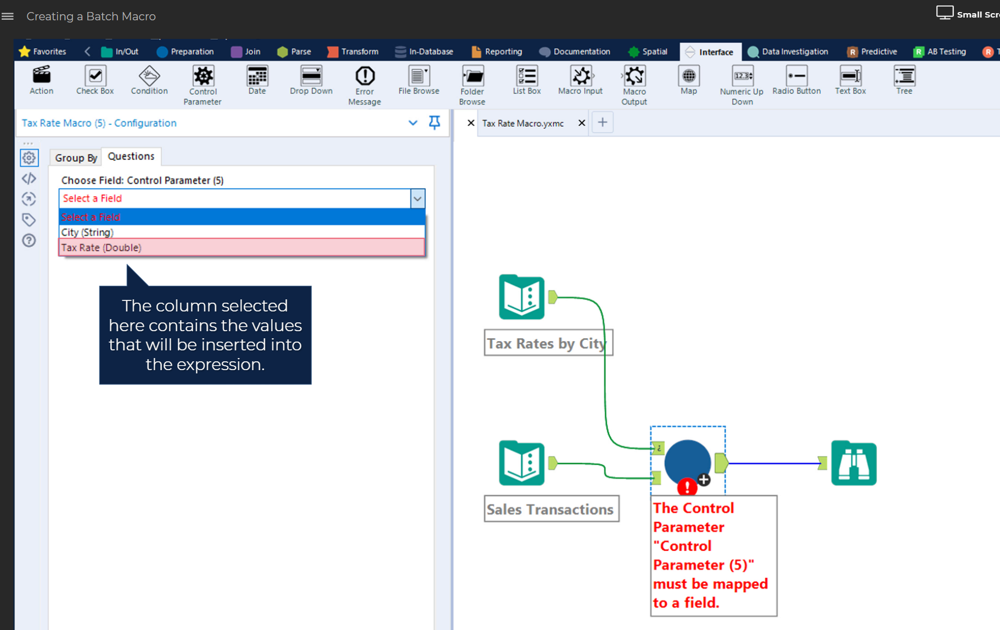 Creating a Batch Macro
Small Scr
Favorites
In/Out
Preparation
Join
Parse
Transform
In-Database
Reporting
Documentation
Spatial
Interface
Data Investigation
Predictive
AB Testing
Action
Check Box
Condition
Control
Parameter
Date
Drop Down
Error
Message
File Browse
Folder
Browse
List Box
Macro Input
Macro
Output
Map
Numeric Up
Down
Radio Button
Text Box
Tree
Tax Rate Macro (5) - Configuration
Tax Rate Macro.yxmc
Group By
Questions
Choose Field: Control Parameter (5)
Select a Field
Select a Field
City (String)
Tax Rate (Double)
The column selected
here contains the values
that will be inserted into
the expression.
Tax Rates by City
Sales Transactions
The Control
Parameter
"Control
Parameter (5)"
must be mapped
to a field.